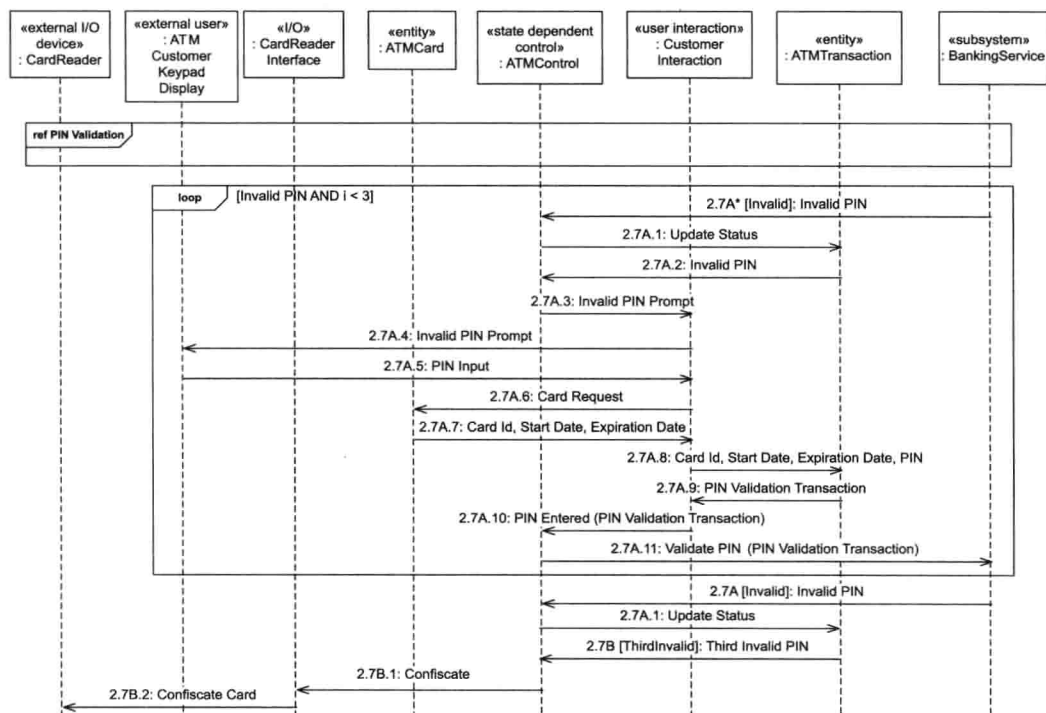 «external I/O
device»
: CardReader
«external user»
: ATM
Customer
Keypad
Display
«I/O»
: CardReader
Interface
«entity»
: ATMCard
«state dependent
control»
: ATMControl
«user interaction»
: Customer
Interaction
«entity»
: ATMTransaction
«subsystem»
: BankingService
ref PIN Validation
loop
[Invalid PIN AND i < 3]
2.7A* [Invalid]: Invalid PIN
2.7A.1: Update Status
2.7A.2: Invalid PIN
2.7A.3: Invalid PIN Prompt
2.7A.4: Invalid PIN Prompt
2.7A.5: PIN Input
2.7A.6: Card Request
2.7A.7: Card Id, Start Date, Expiration Date
2.7A.8: Card Id, Start Date, Expiration Date, PIN
2.7A.9: PIN Validation Transaction
2.7A.10: PIN Entered (PIN Validation Transaction)
2.7A.11: Validate PIN (PIN Validation Transaction)
2.7A [Invalid]: Invalid PIN
2.7A.1: Update Status
2.7B [ThirdInvalid]: Third Invalid PIN
2.7B.1: Confiscate
2.7B.2: Confiscate Card